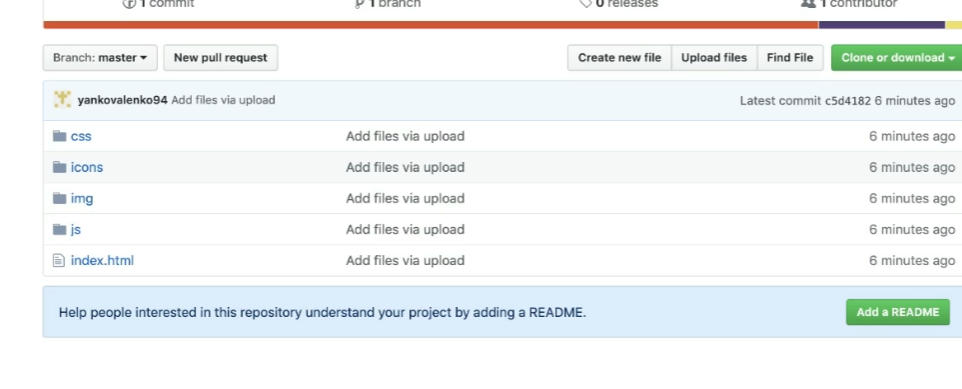 1 commit 1 branch 0 releases 1 contributor
Branch: master New pull request Create new file Upload files Find File Clone or download
yankovalenko94 Add files via upload Latest commit c5d4182 6 minutes ago
css Add files via upload 6 minutes ago
icons Add files via upload 6 minutes ago
img Add files via upload 6 minutes ago
js Add files via upload 6 minutes ago
index.html Add files via upload 6 minutes ago
Help people interested in this repository understand your project by adding a README. Add a README